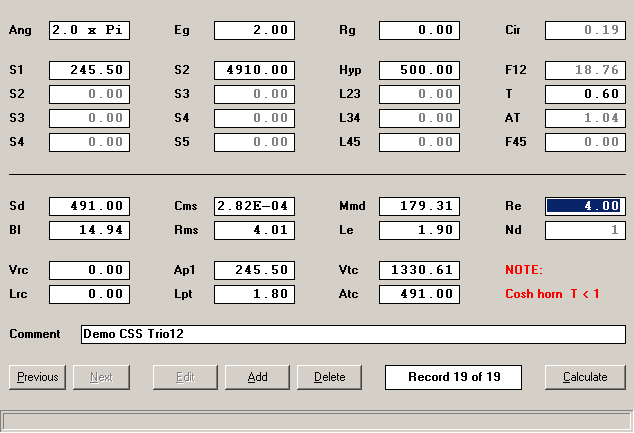 Ang 2.0 x Pi Eg 2.00 Rg 0.00 Cir 0.19
S1 245.50 S2 4910.00 Hyp 500.00 F12 18.76
S2 0.00 S3 0.00 L23 0.00 T 0.60
S3 0.00 S4 0.00 L34 0.00 AT 1.04
S4 0.00 S5 0.00 L45 0.00 F45 0.00
Sd 491.00 Cms 2.82E-04 Mmd 179.31 Re 4.00
Bl 14.94 Rms 4.01 Le 1.90 Nd 1
Vrc 0.00 Ap1 245.50 Vtc 1330.61 NOTE:
Lrc 0.00 Lpt 1.80 Atc 491.00 Cosh horn T < 1
Comment Demo CSS Trio12
Previous Next Edit Add Delete Record 19 of 19 Calculate